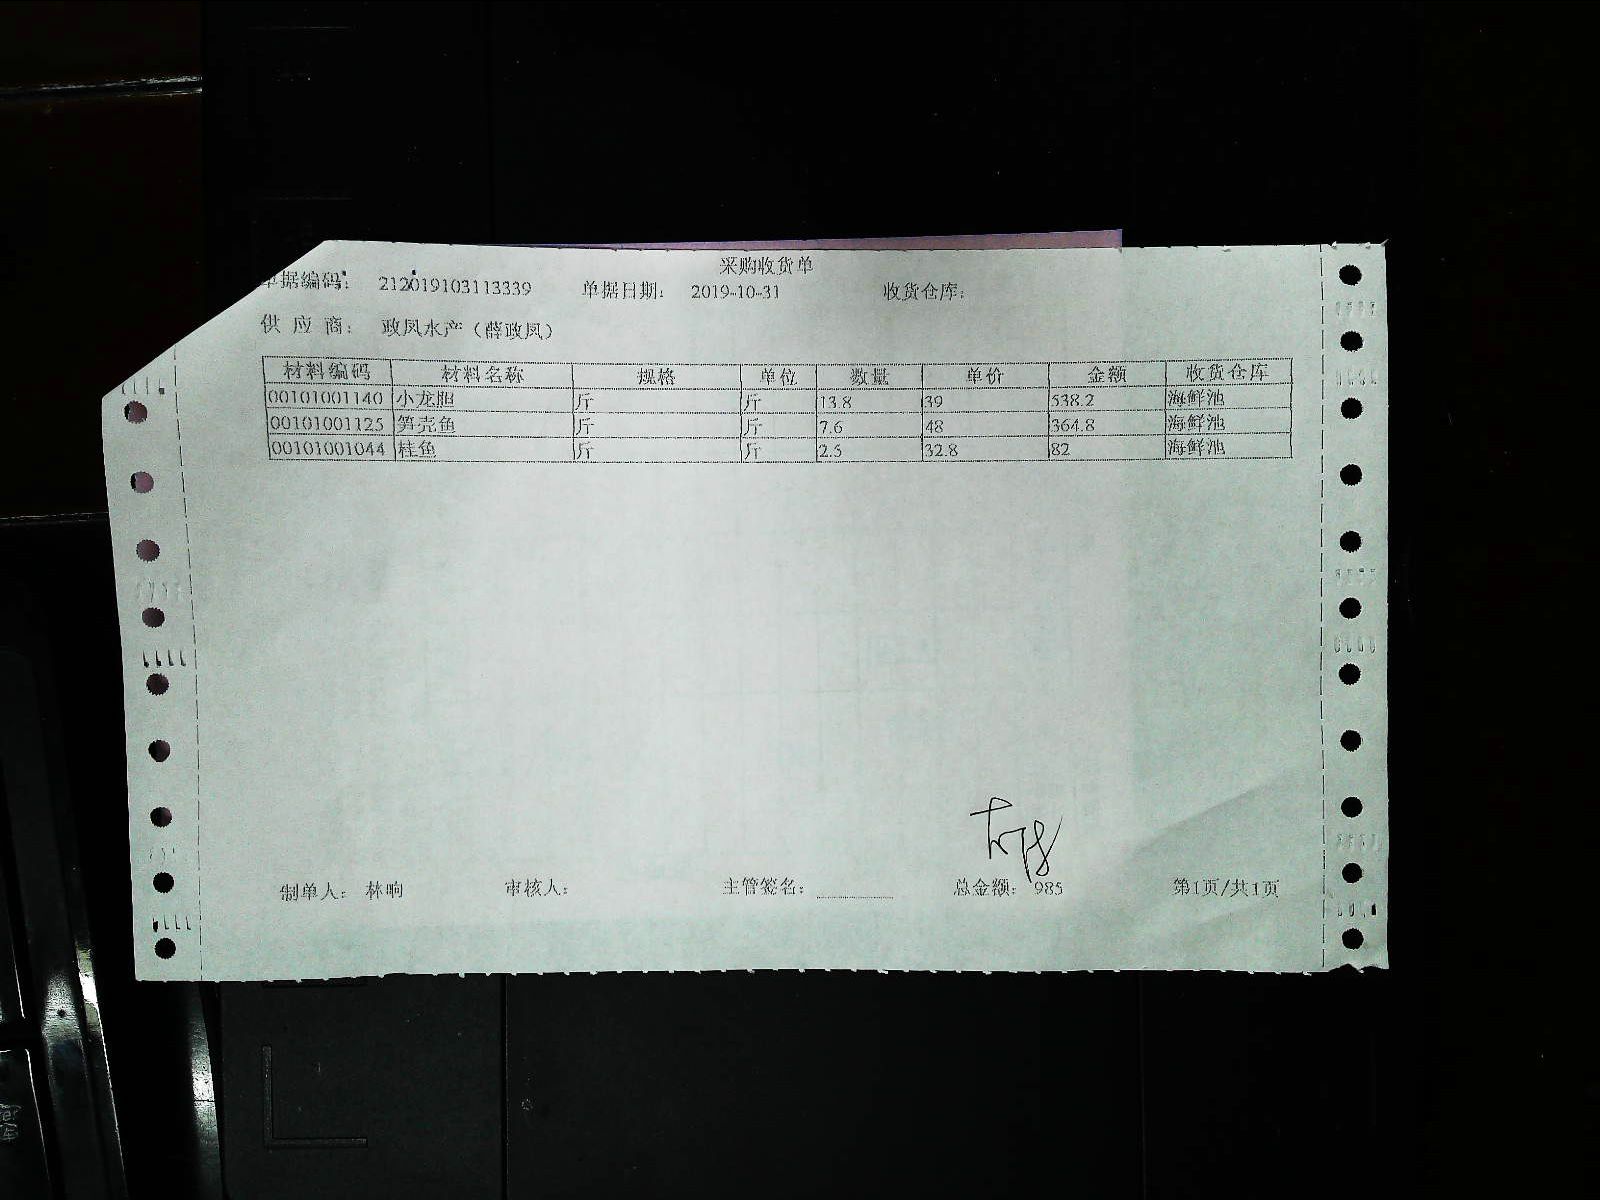 采购收货单
单据编码： 212019103113339 单据日期： 2019-10-31 收货仓库：
供 应 商： 政凤水产（薛政凤）
材料编码 材料名称 规格 单位 数量 单价 金额 收货仓库
00101001140 小龙胆 斤 斤 13.8 39 538.2 海鲜池
00101001125 笋壳鱼 斤 斤 7.6 48 364.8 海鲜池
00101001044 桂鱼 斤 斤 2.5 32.8 82 海鲜池
制单人： 林晌 审核人： 主管签名： 总金额： 985 第1页/共1页